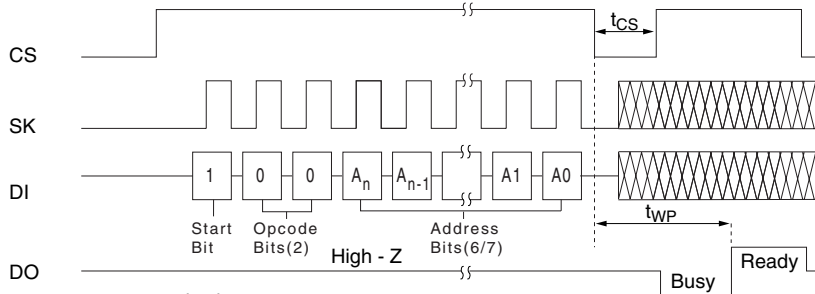 CS
tCS
SK
DI
1 0 0 An An-1 A1 A0
Start Bit
Opcode Bits(2)
Address Bits(6/7)
tWP
DO
High - Z
Busy
Ready